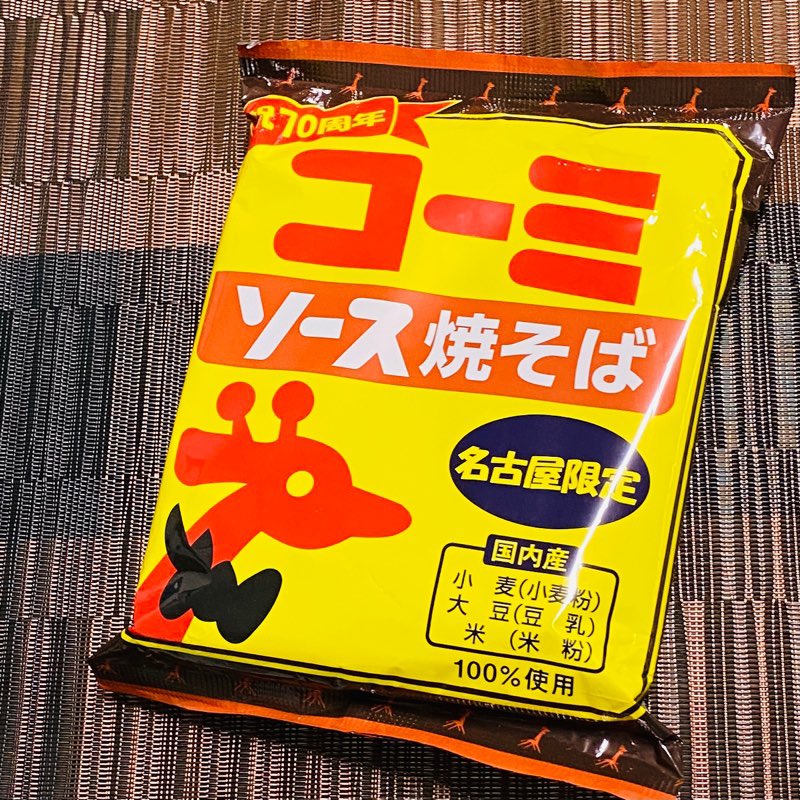 70周年
コーミ
ソース焼そば
名古屋限定
国内産
小麦(小麦粉)
大豆(豆乳)
米(米粉)
100%使用